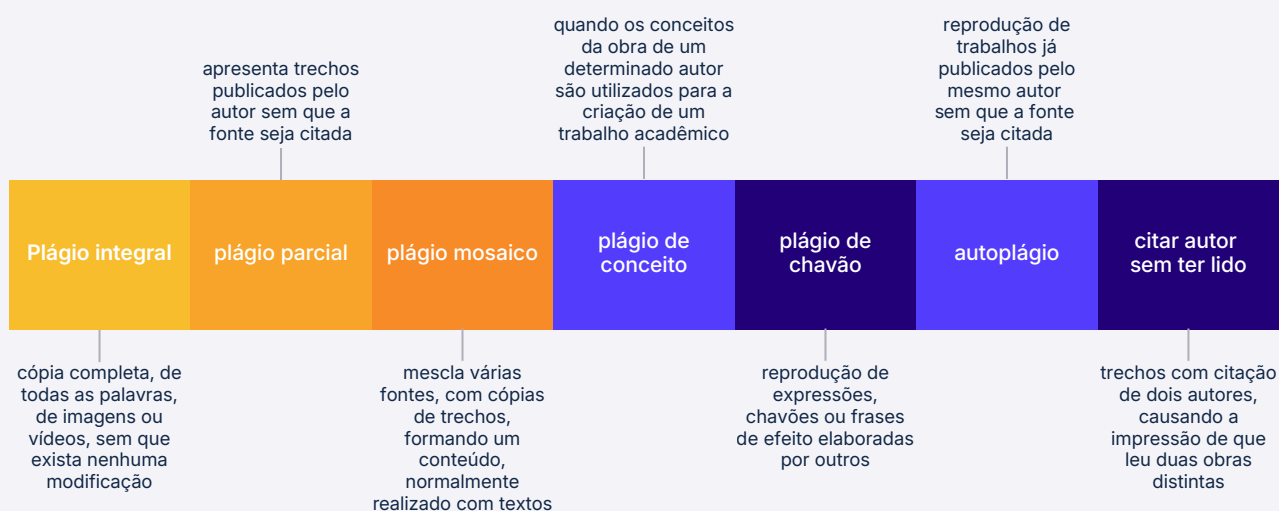 apresenta trechos
publicados pelo
autor sem que a
fonte seja citada
quando os conceitos
da obra de um
determinado autor
são utilizados para a
criação de um
trabalho acadêmico
reprodução de
trabalhos já
publicados pelo
mesmo autor
sem que a fonte
seja citada
Plágio integral
plágio parcial
plágio mosaico
plágio de
conceito
plágio de
chavão
autoplágio
citar autor
sem ter lido
cópia completa, de
todas as palavras,
de imagens ou
vídeos, sem que
exista nenhuma
modificação
mescla várias
fontes, com cópias
de trechos,
formando um
conteúdo,
normalmente
realizado com textos
reprodução de
expressões,
chavões ou frases
de efeito elaboradas
por outros
trechos com citação
de dois autores,
causando a
impressão de que
leu duas obras
distintas